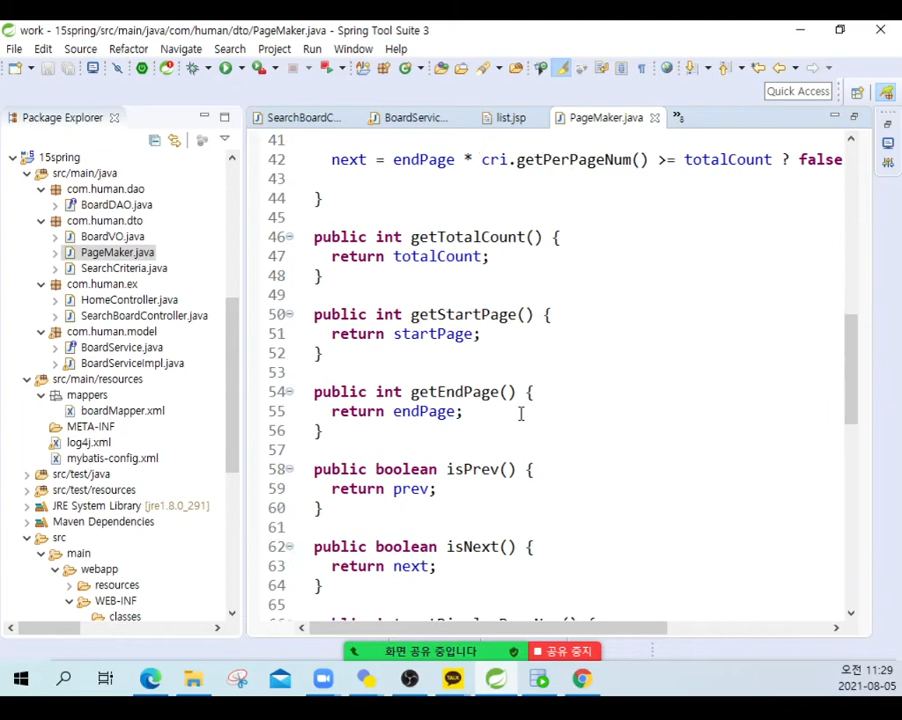 work - 15spring/src/main/java/com/human/dto/PageMaker.java - Spring Tool Suite 3
File Edit Source Refactor Navigate Search Project Run Window Help
Quick Access
Package Explorer
SearchBoardC... BoardServic... list.jsp PageMaker.java
15spring
src/main/java
com.human.dao
BoardDAO.java
com.human.dto
BoardVO.java
PageMaker.java
SearchCriteria.java
com.human.ex
HomeController.java
SearchBoardController.java
com.human.model
BoardService.java
BoardServiceImpl.java
src/main/resources
mappers
boardMapper.xml
META-INF
log4j.xml
mybatis-config.xml
src/test/java
src/test/resources
JRE System Library [jre1.8.0_291]
Maven Dependencies
src
main
webapp
resources
WEB-INF
classes
41
42 next = endPage * cri.getPerPageNum() >= totalCount ? false
43
44 }
45
46 public int getTotalCount() {
47 return totalCount;
48 }
49
50 public int getStartPage() {
51 return startPage;
52 }
53
54 public int getEndPage() {
55 return endPage;
56 }
57
58 public boolean isPrev() {
59 return prev;
60 }
61
62 public boolean isNext() {
63 return next;
64 }
65
화면 공유 중입니다 공유 중지
TALK
오전 11:29
2021-08-05